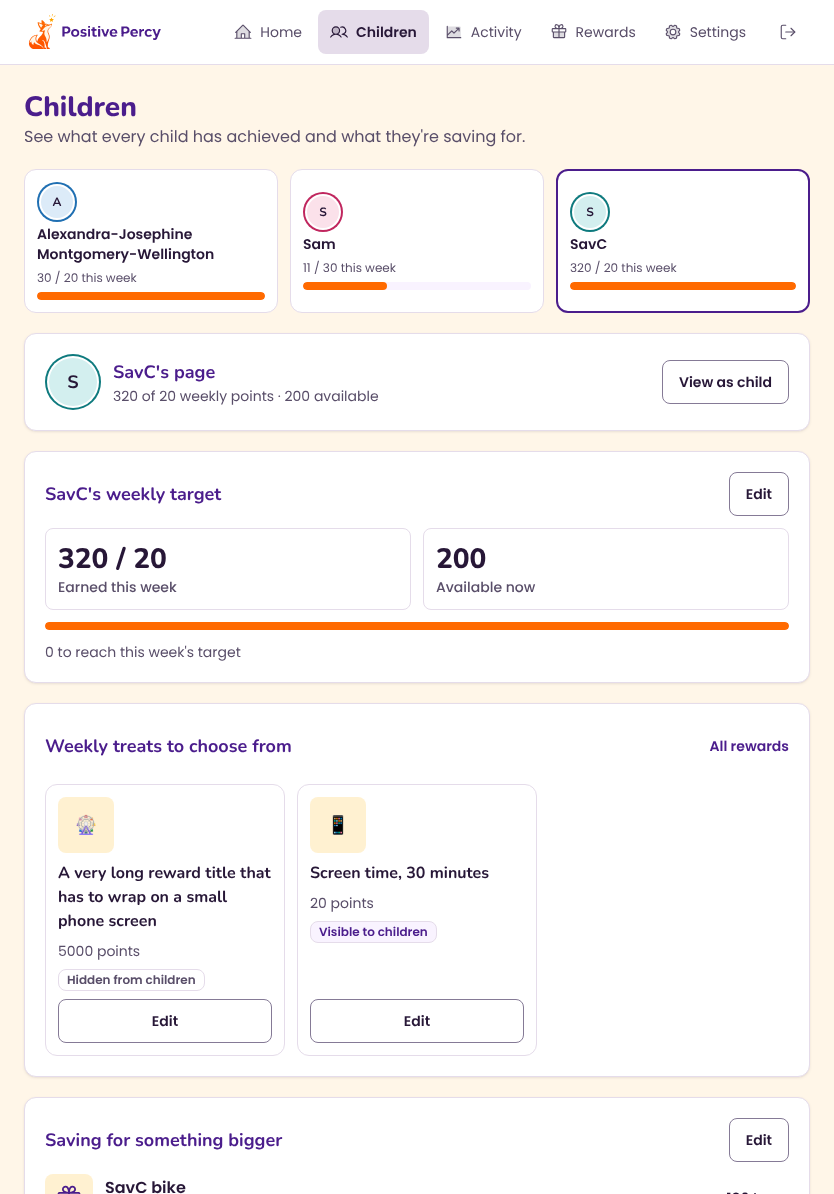 Positive Percy
Home
Children
Activity
Rewards
Settings
Children
See what every child has achieved and what they're saving for.
A
Alexandra-Josephine
Montgomery-Wellington
30 / 20 this week
S
Sam
11 / 30 this week
S
SavC
320 / 20 this week
S
SavC's page
320 of 20 weekly points · 200 available
View as child
SavC's weekly target
Edit
320 / 20
Earned this week
200
Available now
0 to reach this week's target
Weekly treats to choose from
All rewards
A very long reward title that
has to wrap on a small
phone screen
5000 points
Hidden from children
Edit
Screen time, 30 minutes
20 points
Visible to children
Edit
Saving for something bigger
Edit
SavC bike